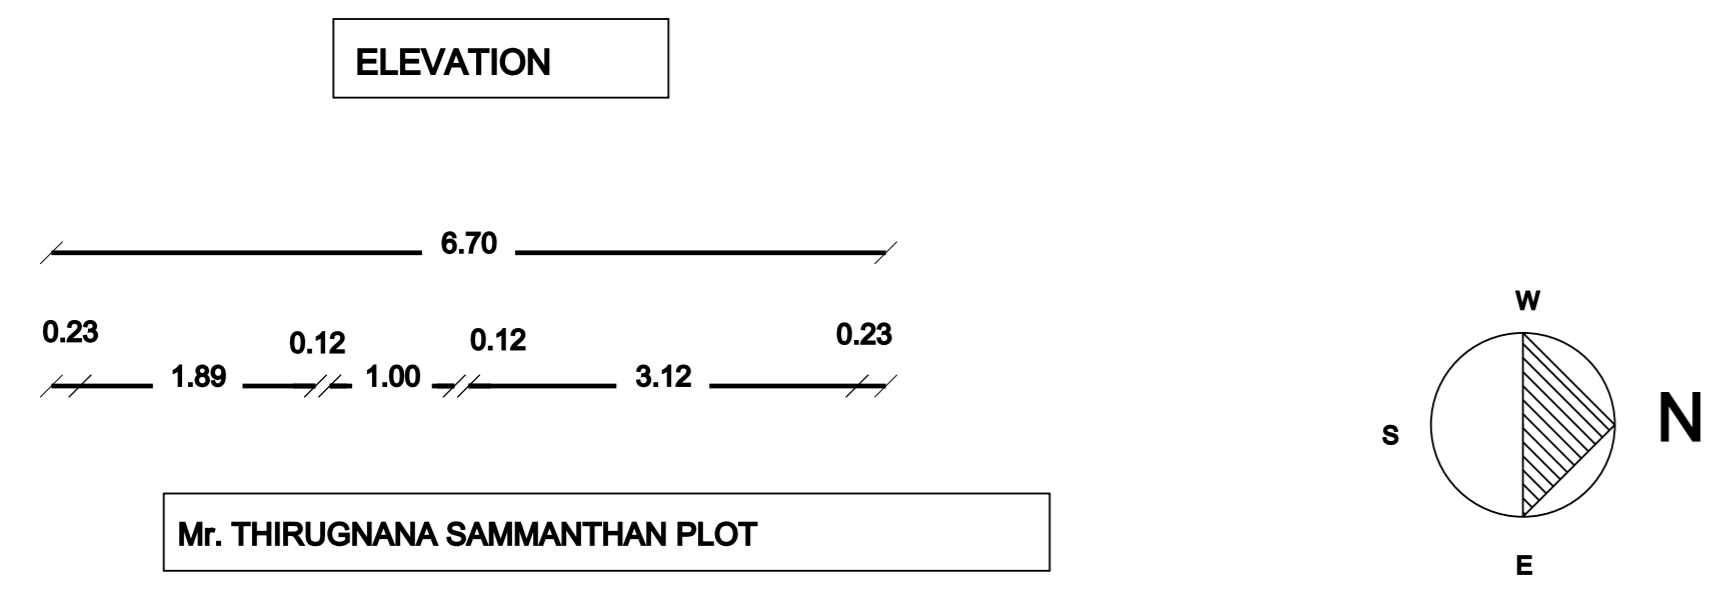 ELEVATION
6.70
0.23 0.12 0.12 0.23
1.89 1.00 3.12
W
S N
E
Mr. THIRUGNANA SAMMANTHAN PLOT